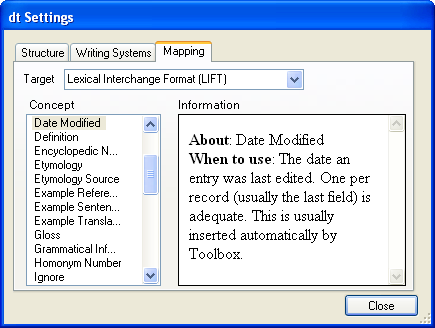 dt Settings
Structure Writing Systems Mapping
Target Lexical Interchange Format (LIFT)
Concept
Date Modified
Definition
Encyclopedic N...
Etymology
Etymology Source
Example Refere...
Example Senten...
Example Transla...
Gloss
Grammatical Inf...
Homonym Number
Ignore
Information
About: Date Modified
When to use: The date an
entry was last edited. One per
record (usually the last field) is
adequate. This is usually
inserted automatically by
Toolbox.
Close